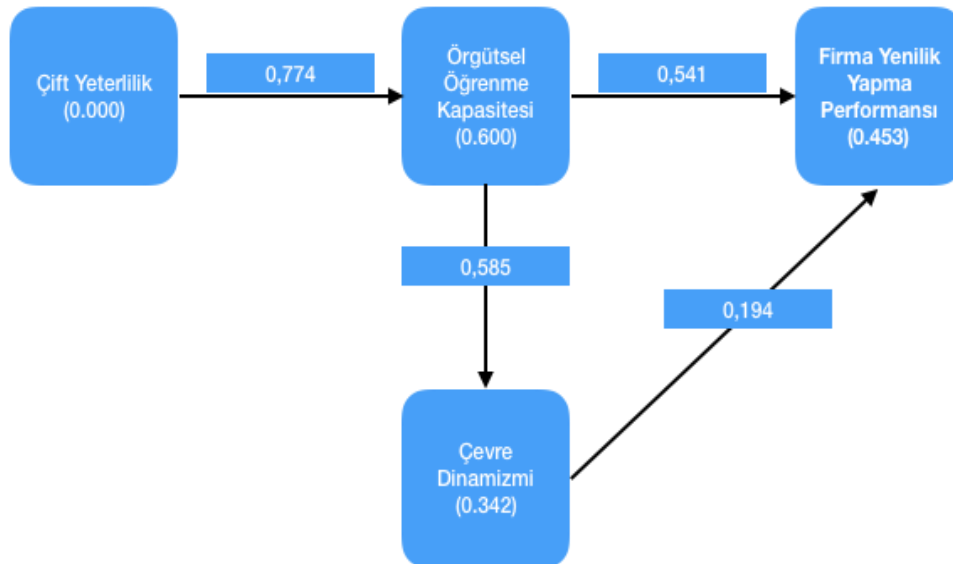 Çift Yeterlilik
(0.000)
0,774
Örgütsel
Öğrenme
Kapasitesi
(0.600)
0,541
Firma Yenilik
Yapma
Performansı
(0.453)
0,585
0,194
Çevre
Dinamizmi
(0.342)